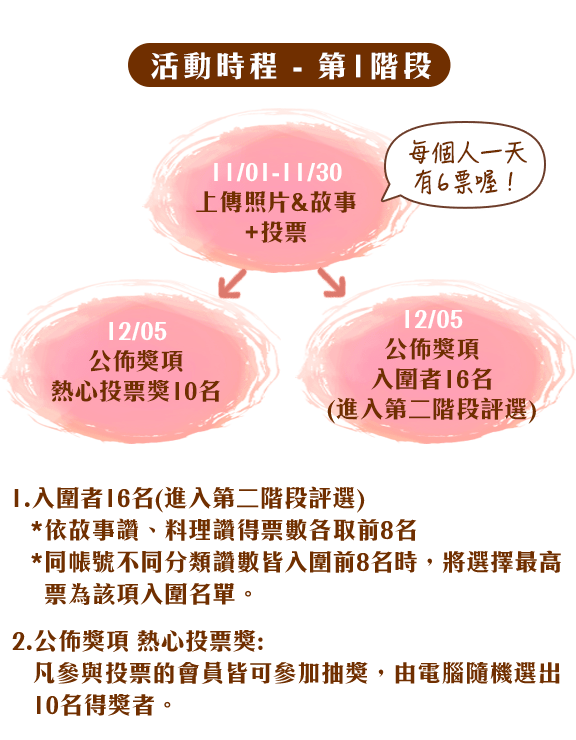 活動時程 - 第1階段
每個人一天
有6票喔！
11/01-11/30
上傳照片&故事
+投票
12/05
公佈獎項
熱心投票獎10名
12/05
公佈獎項
入圍者16名
(進入第二階段評選)
1.入圍者16名(進入第二階段評選)
*依故事讚、料理讚得票數各取前8名
*同帳號不同分類讚數皆入圍前8名時，將選擇最高
票為該項入圍名單。
2.公佈獎項 熱心投票獎:
凡參與投票的會員皆可參加抽獎，由電腦隨機選出
10名得獎者。